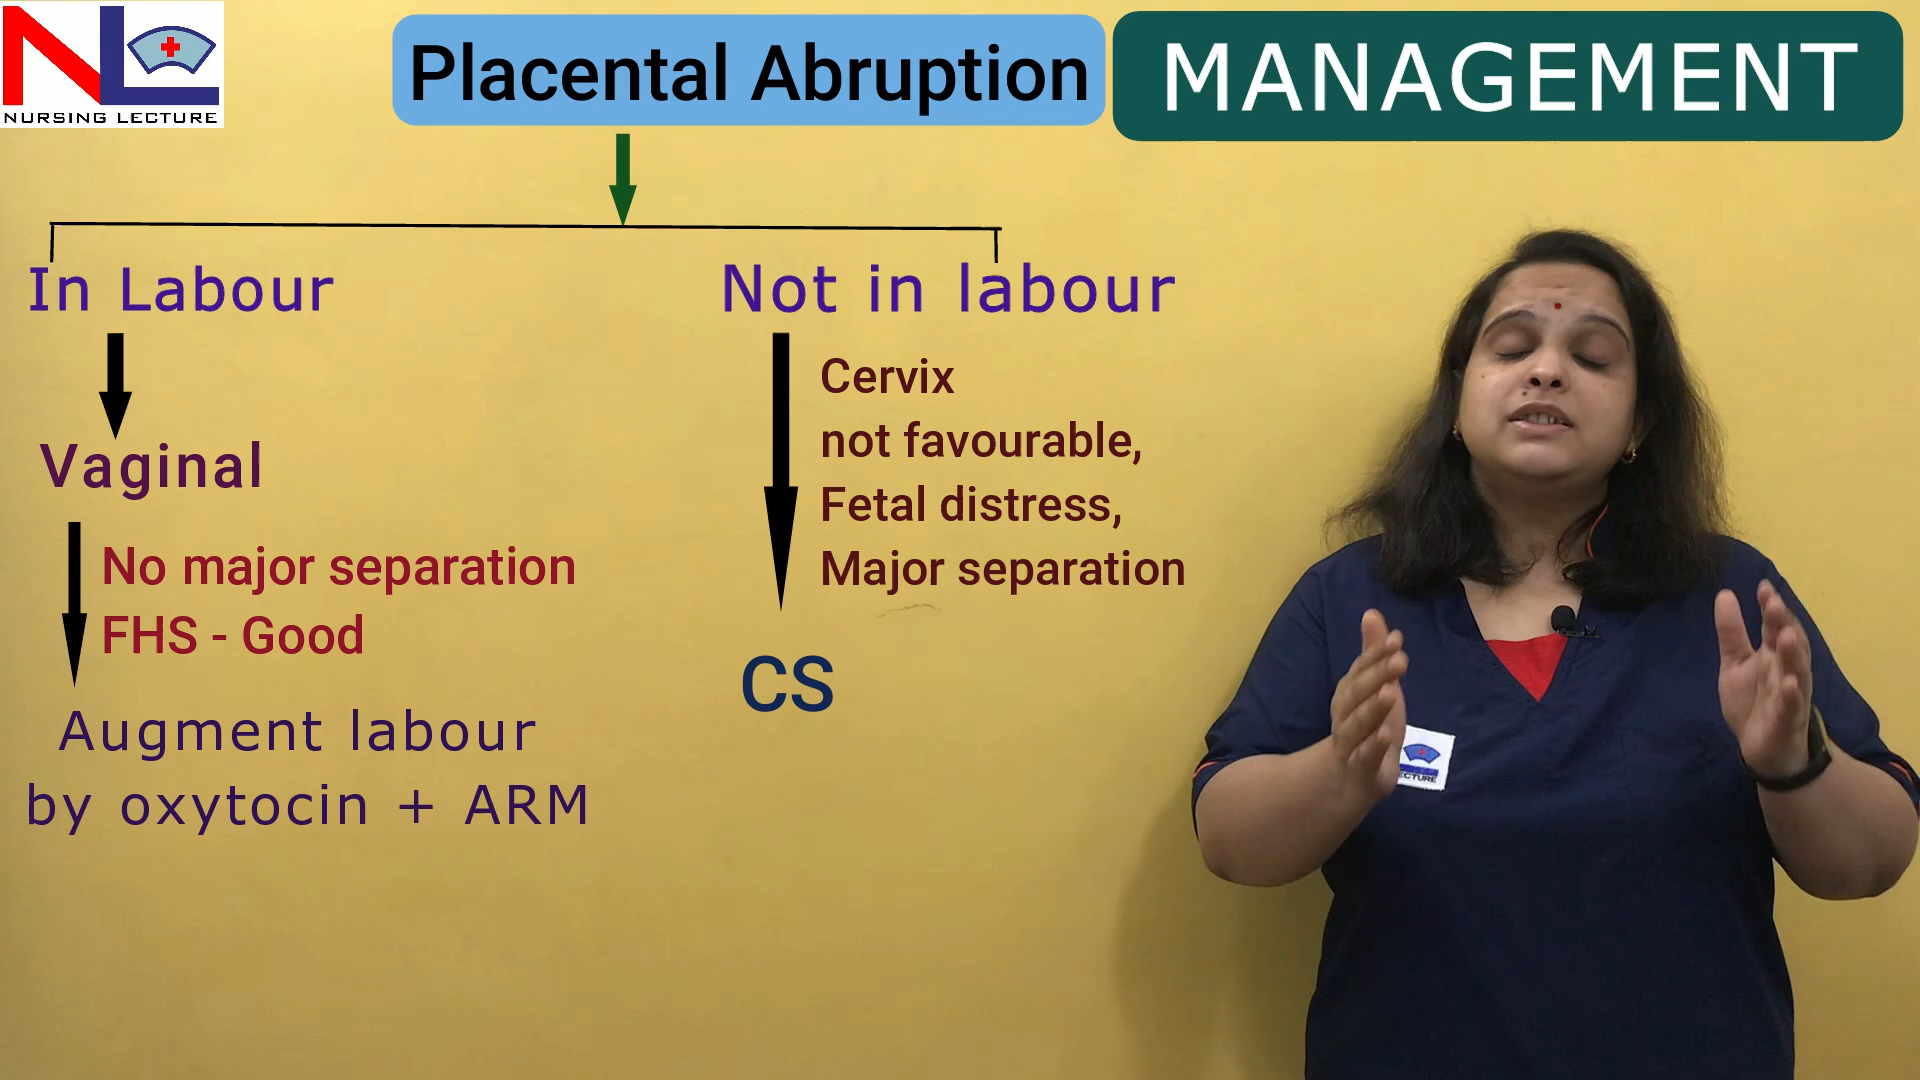 NURSING LECTURE
Placental Abruption
MANAGEMENT
In Labour
Vaginal
No major separation
FHS - Good
Augment labour
by oxytocin + ARM
Not in labour
Cervix
not favourable,
Fetal distress,
Major separation
CS